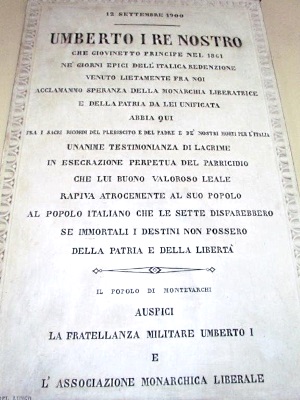 12 SETTEMBRE 1900
UMBERTO I RE NOSTRO
CHE GIOVINETTO PRINCIPE NEL 1861
NE' GIORNI EPICI DELL'ITALICA REDENZIONE
VENUTO LIETAMENTE FRA NOI
ACCLAMANNO SPERANZA DELLA MONARCHIA LIBERATRICE
E DELLA PATRIA DA LEI UNIFICATA
ABBIA QUI
FRA I SACRI RICORDI DEL PLEBISCITO E DEL PADRE E DE' NOSTRI MORTI PER L'ITALIA
UNANIME TESTIMONIANZA DI LACRIME
IN ESECRAZIONE PERPETUA DEL PARRICIDIO
CHE LUI BUONO VALOROSO LEALE
RAPIVA ATROCEMENTE AL SUO POPOLO
AL POPOLO ITALIANO CHE LE SETTE DISPAREBBERO
SE IMMORTALI I DESTINI NON FOSSERO
DELLA PATRIA E DELLA LIBERTÀ
IL POPOLO DI MONTEVARCHI
AUSPICI
LA FRATELLANZA MILITARE UMBERTO I
E
L'ASSOCIAZIONE MONARCHICA LIBERALE